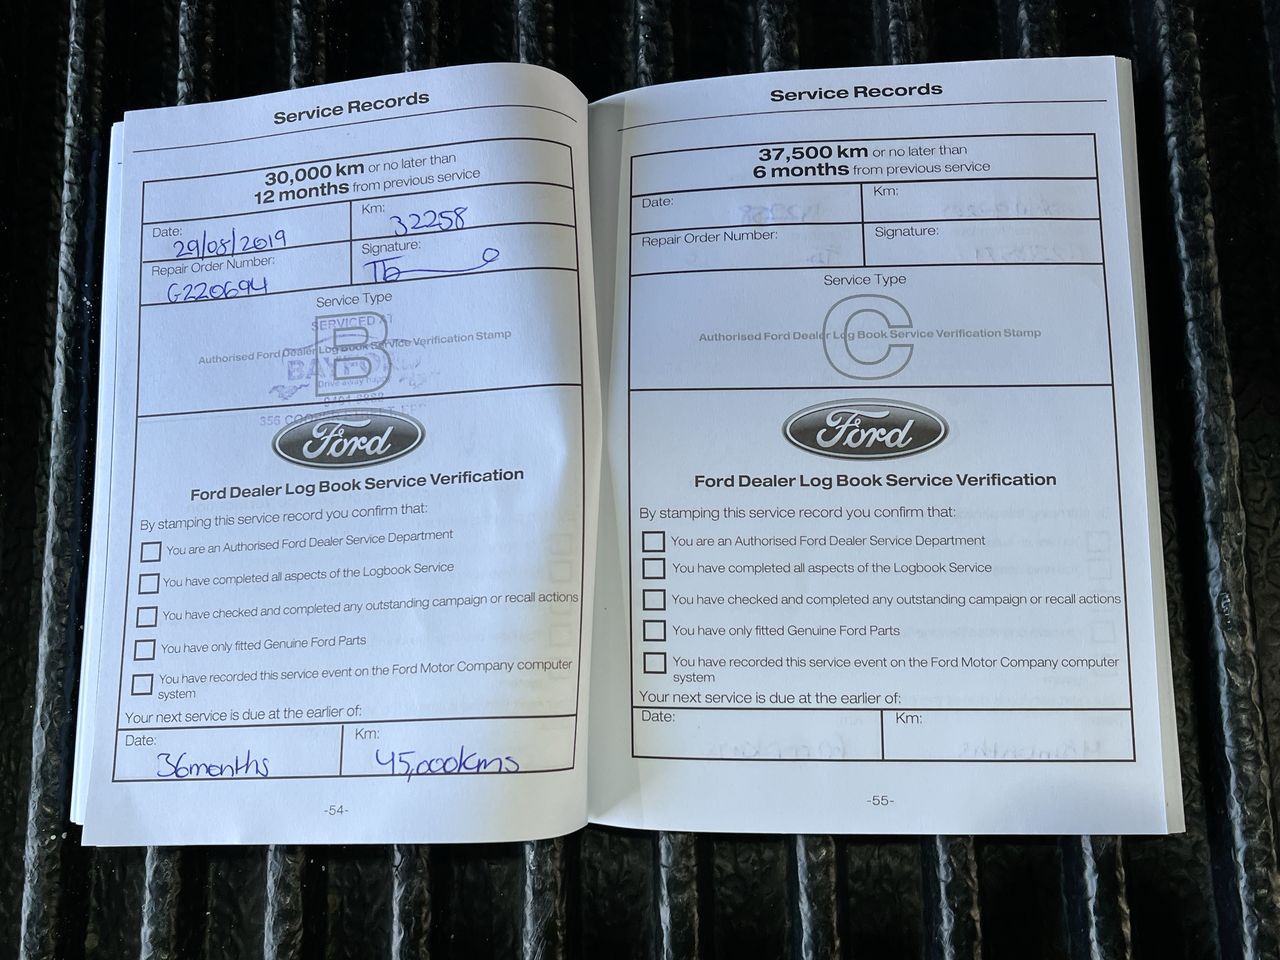 Service Records
30,000 km or no later than
12 months from previous service
Date:
29/08/2019
Km:
32258
Repair Order Number:
G220694
Signature:
Service Type
B
SERVICED AT
Authorised Ford Dealer Log Book Service Verification Stamp
Drive away happy
356 COOPER STREET
Ford
Ford Dealer Log Book Service Verification
By stamping this service record you confirm that:
You are an Authorised Ford Dealer Service Department
You have completed all aspects of the Logbook Service
You have checked and completed any outstanding campaign or recall actions
You have only fitted Genuine Ford Parts
You have recorded this service event on the Ford Motor Company computer
system
Your next service is due at the earlier of:
Date:
36months
Km:
45,000kms
-54-
Service Records
37,500 km or no later than
6 months from previous service
Date:
Km:
Repair Order Number:
Signature:
Service Type
C
Authorised Ford Dealer Log Book Service Verification Stamp
Ford
Ford Dealer Log Book Service Verification
By stamping this service record you confirm that:
You are an Authorised Ford Dealer Service Department
You have completed all aspects of the Logbook Service
You have checked and completed any outstanding campaign or recall actions
You have only fitted Genuine Ford Parts
You have recorded this service event on the Ford Motor Company computer
system
Your next service is due at the earlier of:
Date:
Km:
-55-